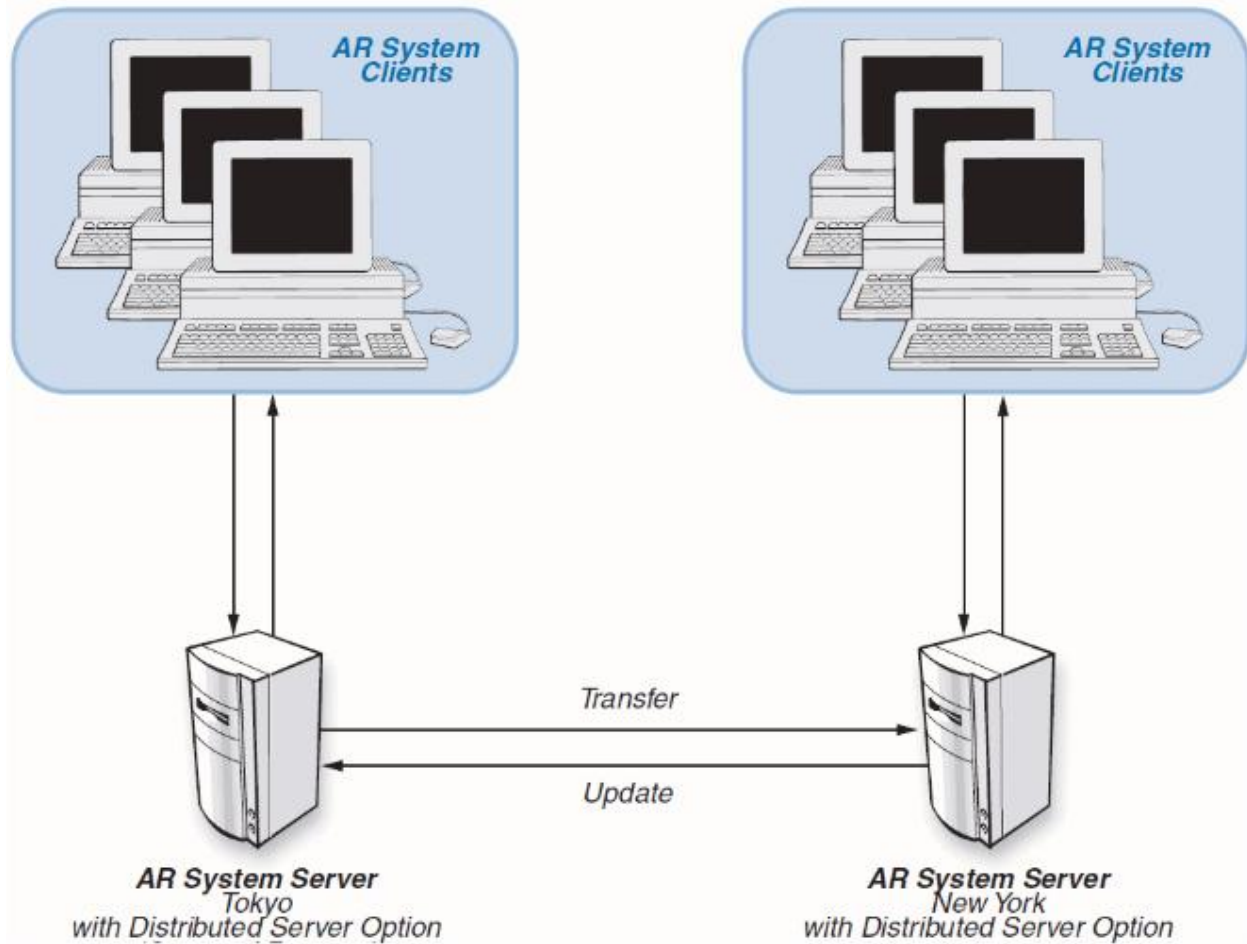 AR System
Clients
AR System
Clients
Transfer
Update
AR System Server
Tokyo
with Distributed Server Option
AR System Server
New York
with Distributed Server Option